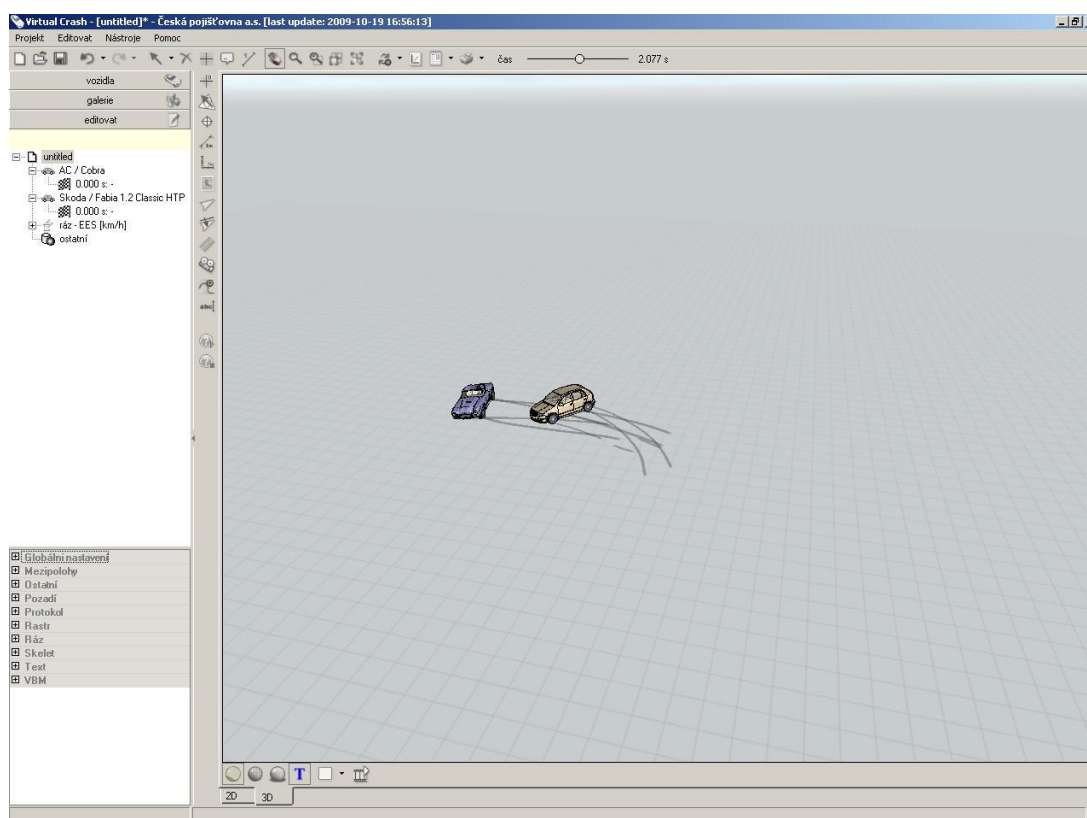 Virtual Crash - [untitled]* - Česká pojišťovna a.s. [last update: 2009-10-19 16:56:13]
Projekt Editovat Nástroje Pomoc
čas 2.077 s
vozidla
galerie
editovat
untitled
AC / Cobra
0.000 s: -
Skoda / Fabia 1.2 Classic HTP
0.000 s: -
ráz - EES [km/h]
ostatní
abc
Globální nastavení
Mezipolohy
Ostatní
Pozadí
Protokol
Rastr
Ráz
Skelet
Text
VBM
T
2D 3D